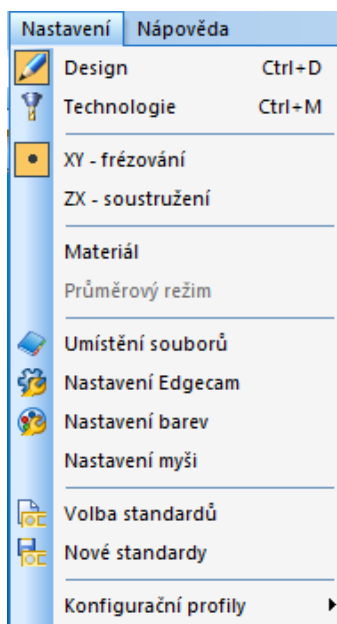 Nastavení Nápověda
Design Ctrl+D
Technologie Ctrl+M
XY - frézování
ZX - soustružení
Materiál
Průměrový režim
Umístění souborů
Nastavení Edgecam
Nastavení barev
Nastavení myši
Volba standardů
Nové standardy
Konfigurační profily